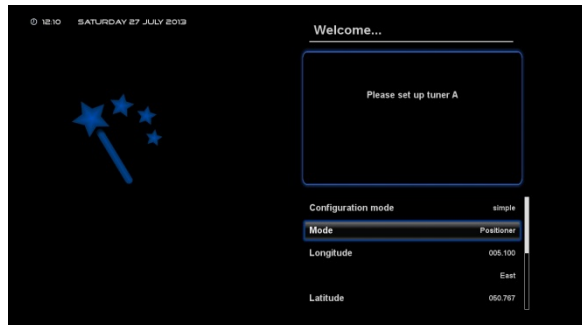 12:10 SATURDAY 27 JULY 2013
Welcome...
Please set up tuner A
Configuration mode simple
Mode Positioner
Longitude 005.100
East
Latitude 050.767